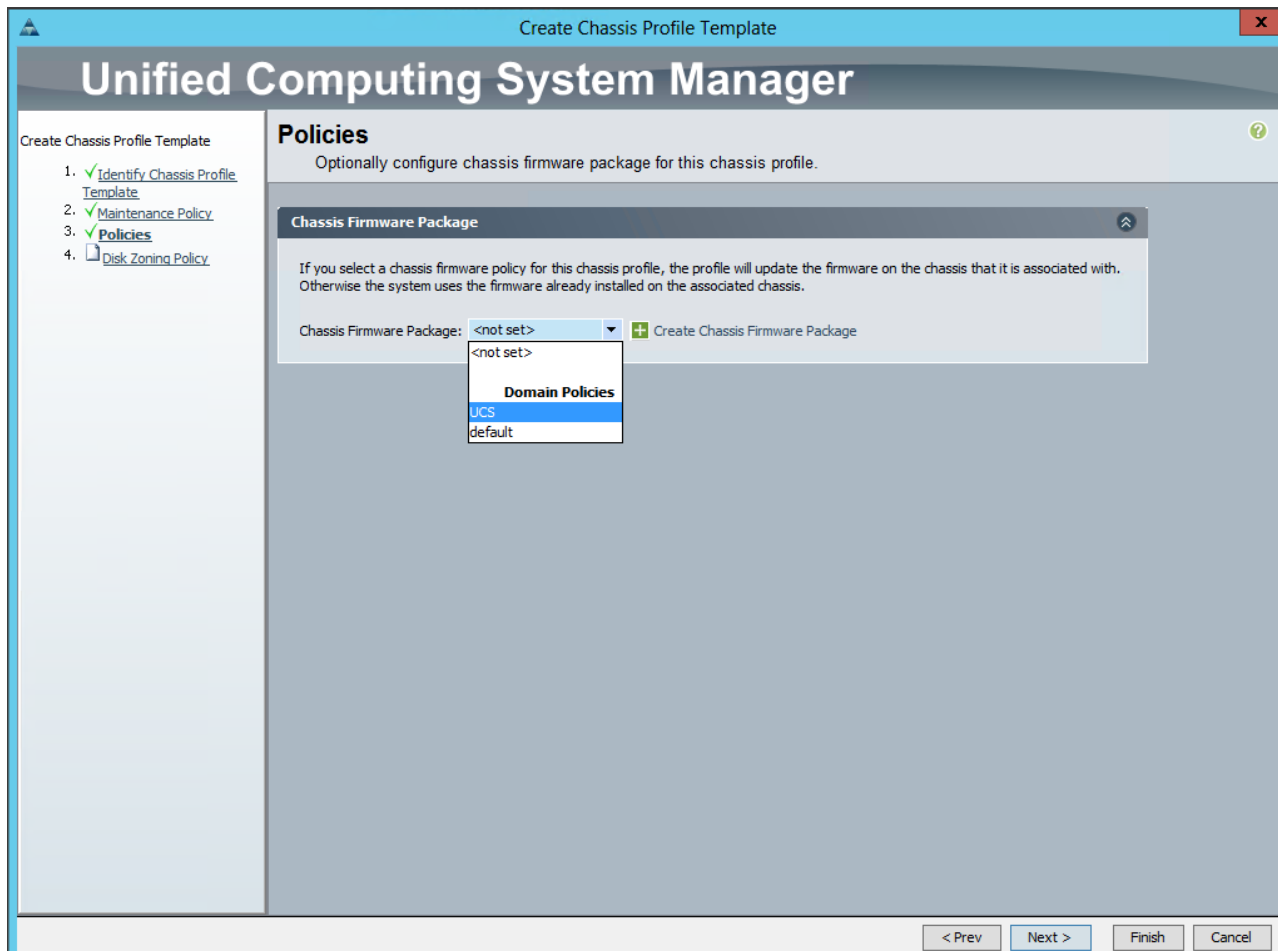 Create Chassis Profile Template
x
Unified Computing System Manager
Create Chassis Profile Template
1. Identify Chassis Profile
Template
2. Maintenance Policy
3. Policies
4. Disk Zoning Policy
Policies
Optionally configure chassis firmware package for this chassis profile.
?
Chassis Firmware Package
If you select a chassis firmware policy for this chassis profile, the profile will update the firmware on the chassis that it is associated with.
Otherwise the system uses the firmware already installed on the associated chassis.
Chassis Firmware Package: <not set> Create Chassis Firmware Package
<not set>
Domain Policies
UCS
default
< Prev Next > Finish Cancel